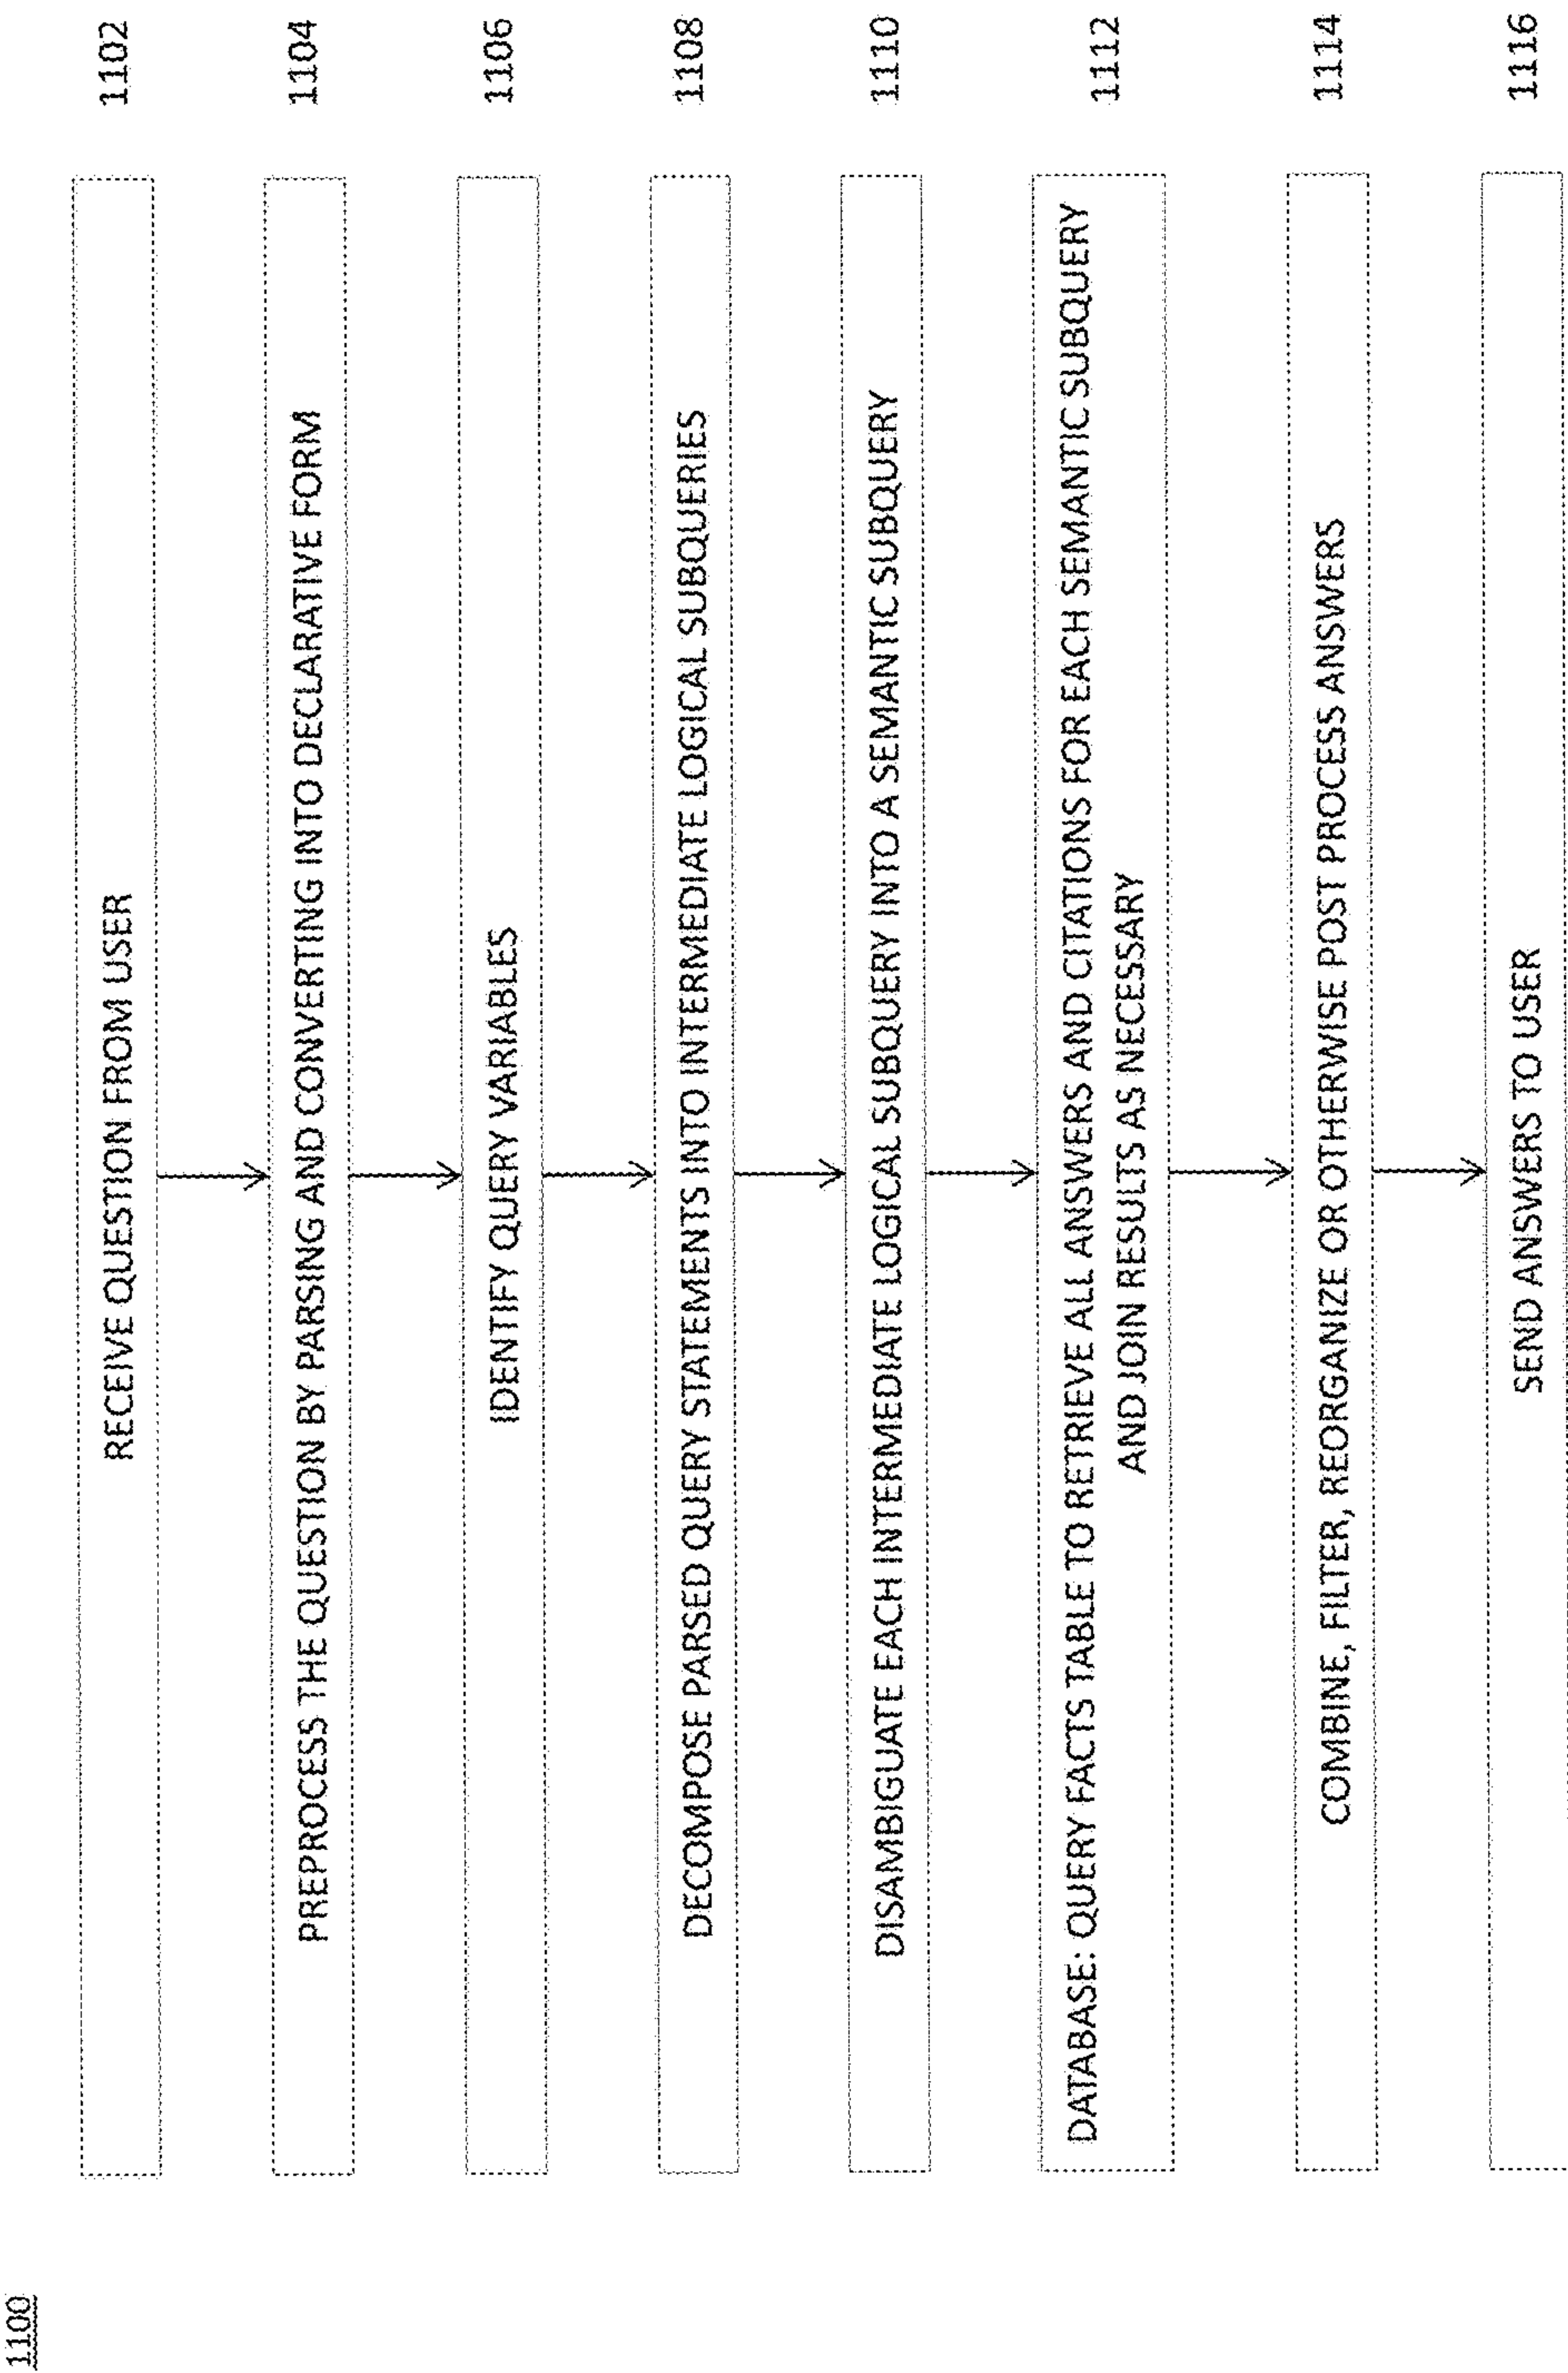 1100
RECEIVE QUESTION FROM USER
1102
PREPROCESS THE QUESTION BY PARSING AND CONVERTING INTO DECLARATIVE FORM
1104
IDENTIFY QUERY VARIABLES
1106
DECOMPOSE PARSED QUERY STATEMENTS INTO INTERMEDIATE LOGICAL SUBQUERIES
1108
DISAMBIGUATE EACH INTERMEDIATE LOGICAL SUBQUERY INTO A SEMANTIC SUBQUERY
1110
DATABASE: QUERY FACTS TABLE TO RETRIEVE ALL ANSWERS AND CITATIONS FOR EACH SEMANTIC SUBQUERY
AND JOIN RESULTS AS NECESSARY
1112
COMBINE, FILTER, REORGANIZE OR OTHERWISE POST PROCESS ANSWERS
1114
SEND ANSWERS TO USER
1116